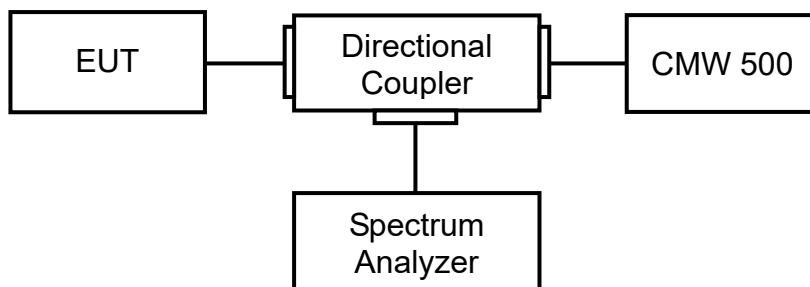 EUT
Directional
Coupler
CMW 500
Spectrum
Analyzer